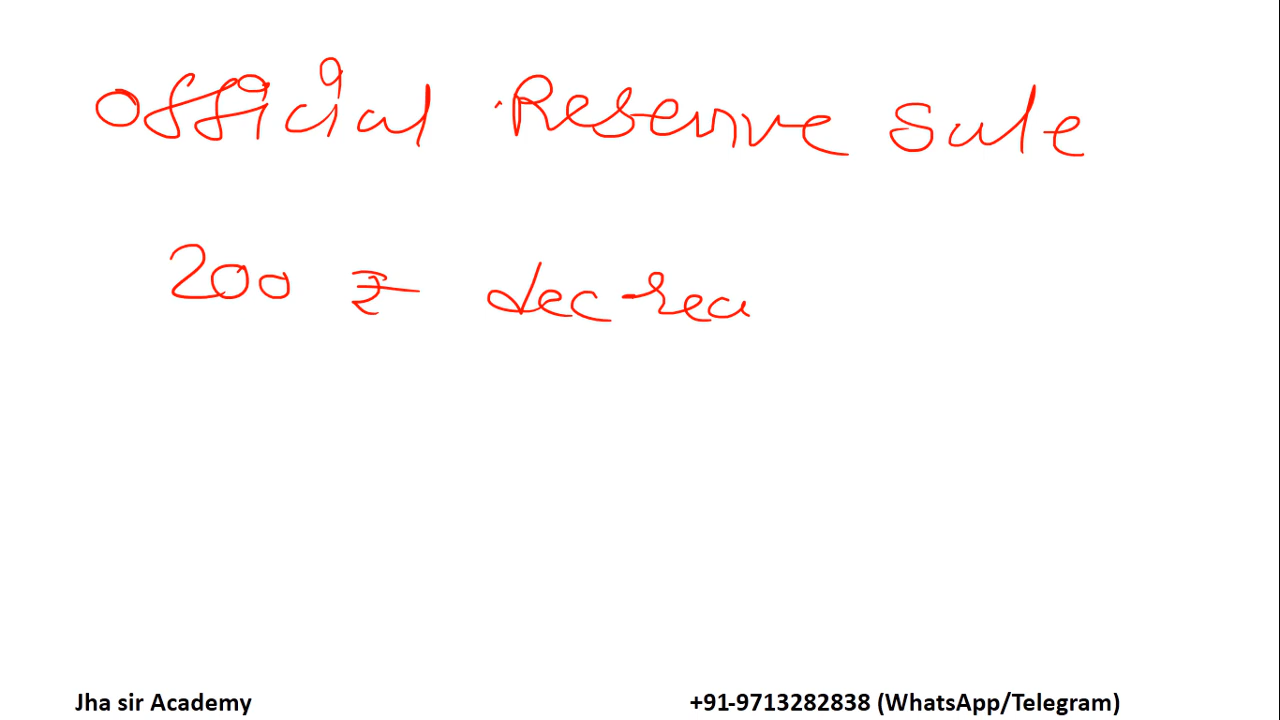 Official Reserve Sale
200 ₹ decrea
Jha sir Academy
+91-9713282838 (WhatsApp/Telegram)